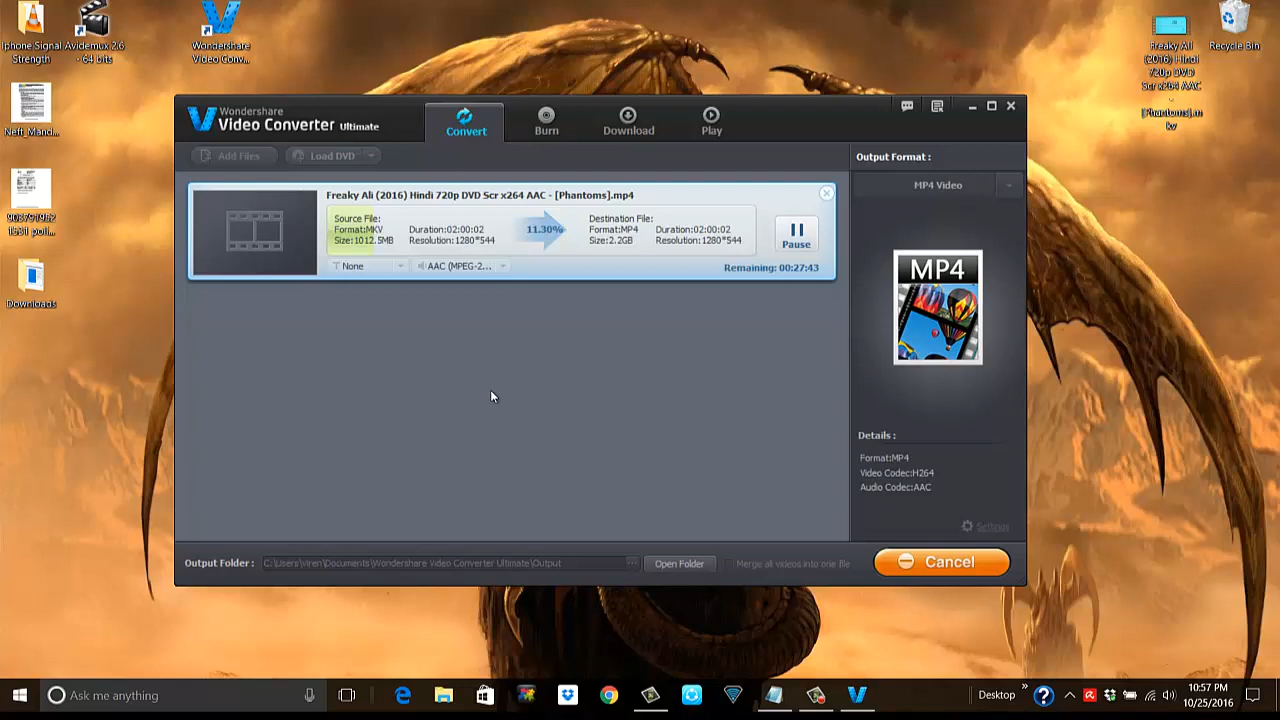 Iphone Signal
Strength
Avidemux 2.6
- 64 bits
Wondershare
Video Conv...
Neft_Mand...
Downloads
Freaky Ali
(2016) Hindi
720p DVD
Scr x264 AAC
-
[Phantoms].m
kv
Recycle Bin
Wondershare
Video Converter Ultimate
Convert
Burn
Download
Play
Add Files
Load DVD
Output Format :
MP4 Video
Freaky Ali (2016) Hindi 720p DVD Scr x264 AAC - [Phantoms].mp4
Source File:
Format:MKV Duration:02:00:02
Size:1012.5MB Resolution:1280*544
11.30%
Destination File:
Format:MP4 Duration:02:00:02
Size:2.2GB Resolution:1280*544
Pause
None
AAC (MPEG-2...
Remaining: 00:27:43
MP4
Details :
Format:MP4
Video Codec:H264
Audio Codec:AAC
Settings
Output Folder : C:\Users\viren\Documents\Wondershare Video Converter Ultimate\Output ...
Open Folder
Merge all videos into one file
Cancel
Ask me anything
Desktop
10:57 PM
10/25/2016